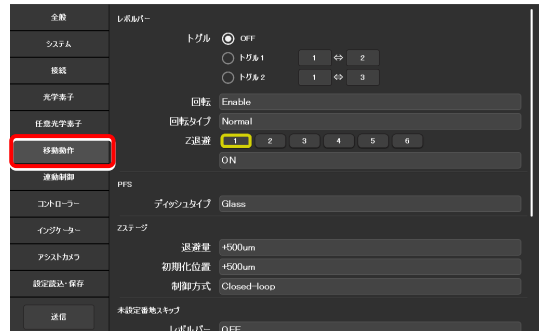 全般
システム
接続
光学素子
任意光学素子
移動動作
連動制御
コントローラー
インジケーター
アシストカメラ
設定読込・保存
送信
レボルバー
トグル OFF
トグル1 1 ⇔ 2
トグル2 1 ⇔ 3
回転 Enable
回転タイプ Normal
Z退避 1 2 3 4 5 6
ON
PFS
ディッシュタイプ Glass
Zステージ
退避量 +500um
初期化位置 +500um
制御方式 Closed-loop
未設定番地スキップ
レボルバー OFF